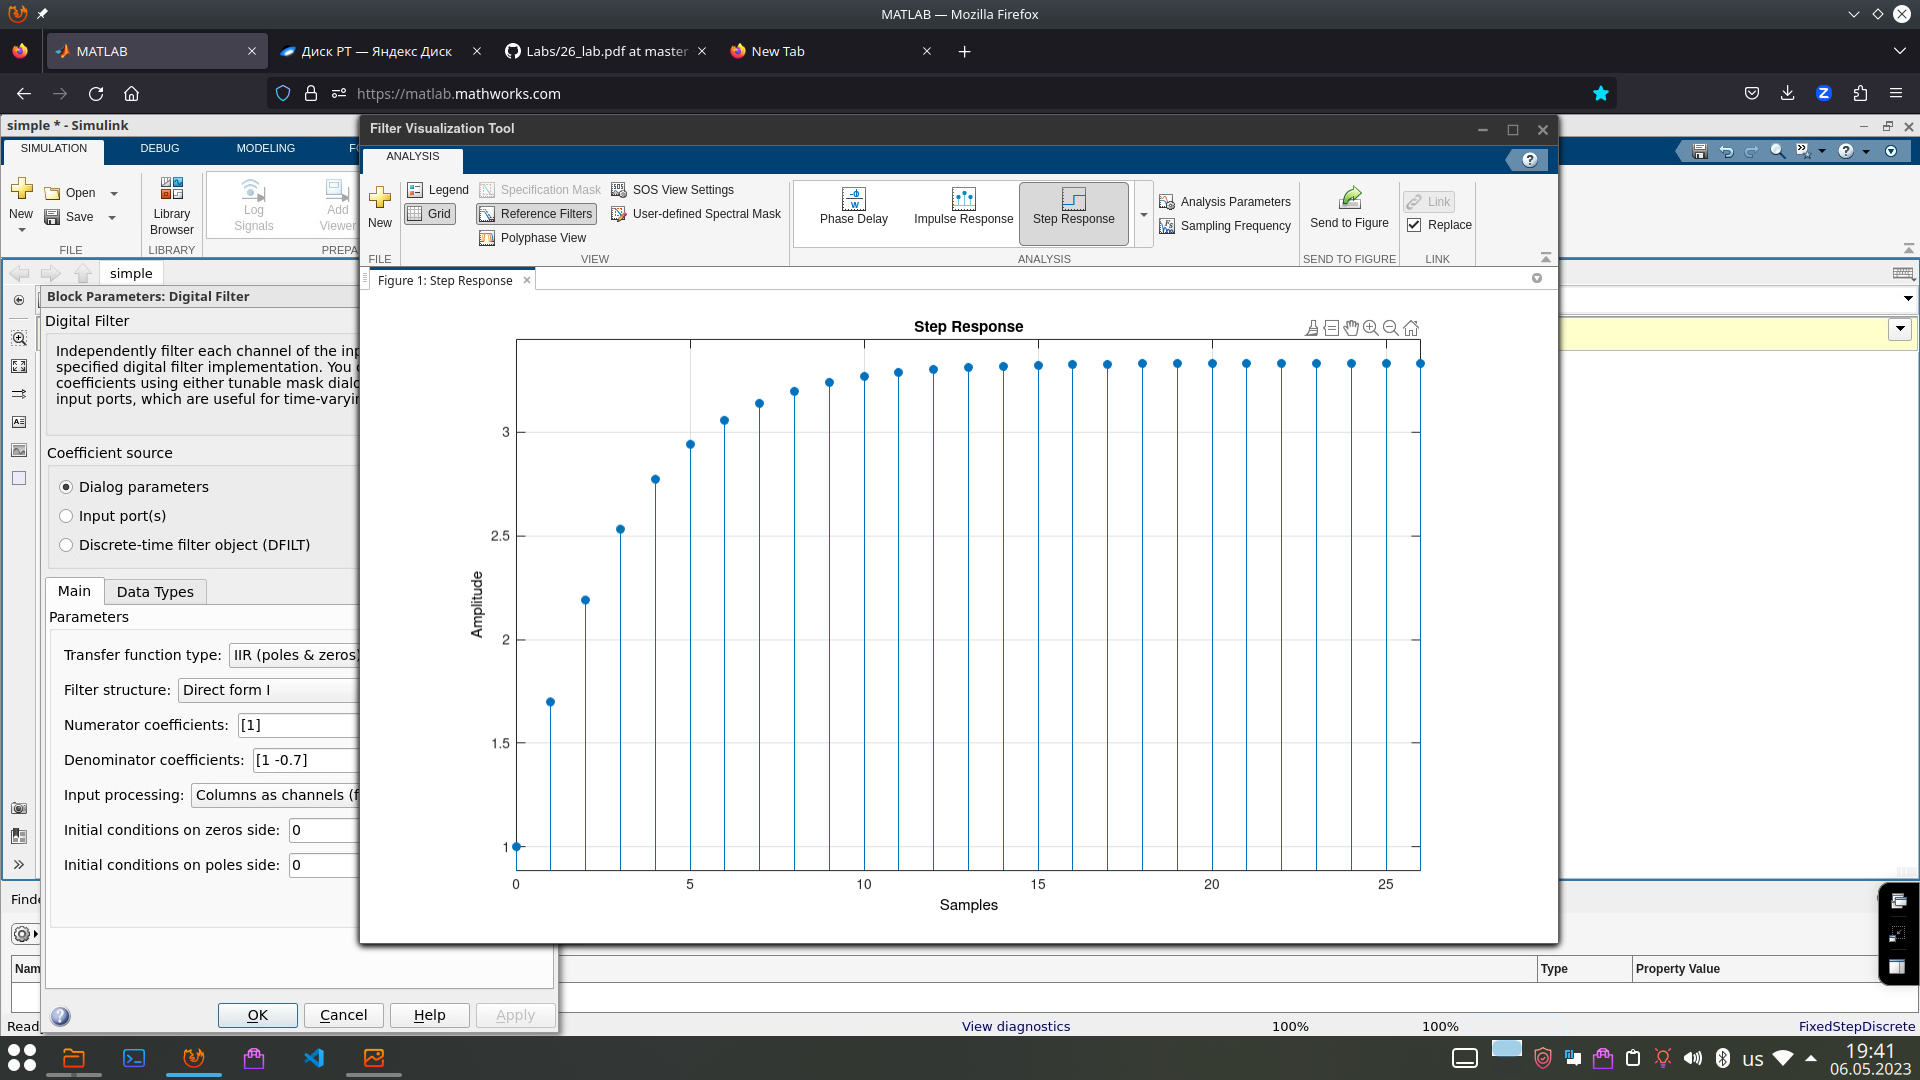 MATLAB — Mozilla Firefox
MATLAB
Диск РТ — Яндекс Диск
Labs/26_lab.pdf at master
New Tab
https://matlab.mathworks.com
simple * - Simulink
SIMULATION
DEBUG
MODELING
New
Open
Save
Library Browser
Log Signals
Add Viewer
FILE
LIBRARY
PREPA
simple
Filter Visualization Tool
ANALYSIS
New
Legend
Grid
Specification Mask
Reference Filters
Polyphase View
SOS View Settings
User-defined Spectral Mask
Phase Delay
Impulse Response
Step Response
Analysis Parameters
Sampling Frequency
Send to Figure
Link
Replace
FILE
VIEW
ANALYSIS
SEND TO FIGURE
LINK
Figure 1: Step Response
Step Response
3
2.5
2
1.5
1
Amplitude
0 5 10 15 20 25
Samples
Block Parameters: Digital Filter
Digital Filter
Independently filter each channel of the inp
specified digital filter implementation. You
coefficients using either tunable mask dialo
input ports, which are useful for time-varyin
Coefficient source
Dialog parameters
Input port(s)
Discrete-time filter object (DFILT)
Main
Data Types
Parameters
Transfer function type: IIR (poles & zeros)
Filter structure: Direct form I
Numerator coefficients: [1]
Denominator coefficients: [1 -0.7]
Input processing: Columns as channels (f
Initial conditions on zeros side: 0
Initial conditions on poles side: 0
OK
Cancel
Help
Apply
Finde
Nam
Type
Property Value
Read
View diagnostics
100%
100%
FixedStepDiscrete
us
19:41
06.05.2023